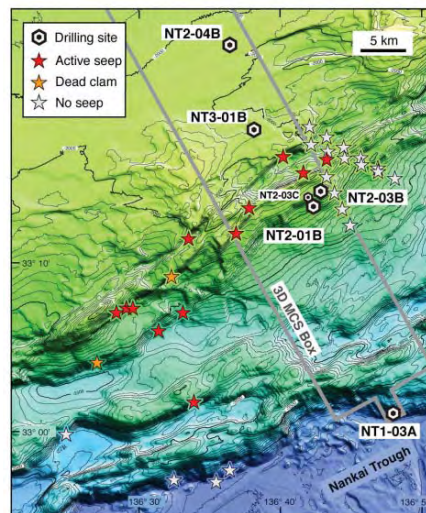 Drilling site
Active seep
Dead clam
No seep
NT2-04B
5 km
NT3-01B
NT2-03C
NT2-03B
NT2-01B
33°10'
3D MCS Box
33°00'
NT1-03A
Nankai Trough
136°30'
136°40'